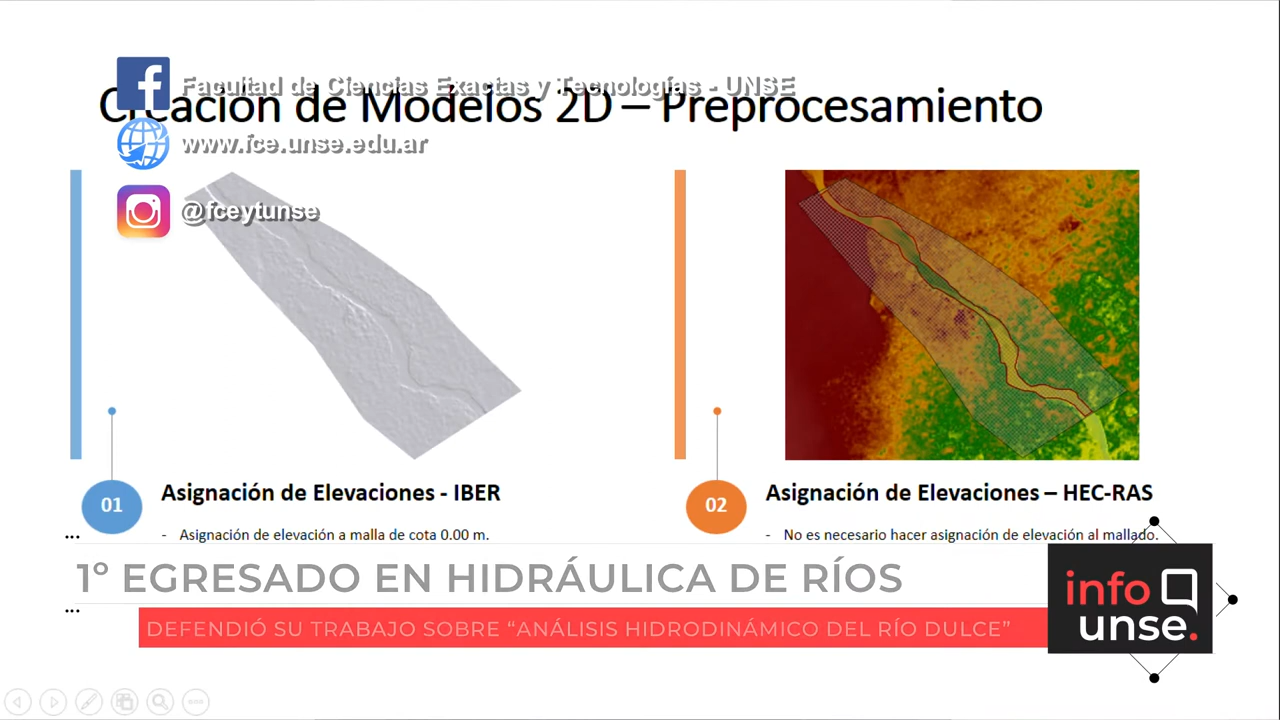 Facultad de Ciencias Exactas y Tecnologías - UNSE
Creación de Modelos 2D – Preprocesamiento
www.fce.unse.edu.ar
@fceytunse
01
Asignación de Elevaciones - IBER
- Asignación de elevación a malla de cota 0.00 m.
02
Asignación de Elevaciones – HEC-RAS
- No es necesario hacer asignación de elevación al mallado.
1º EGRESADO EN HIDRÁULICA DE RÍOS
DEFENDIÓ SU TRABAJO SOBRE “ANÁLISIS HIDRODINÁMICO DEL RÍO DULCE”
info
unse.